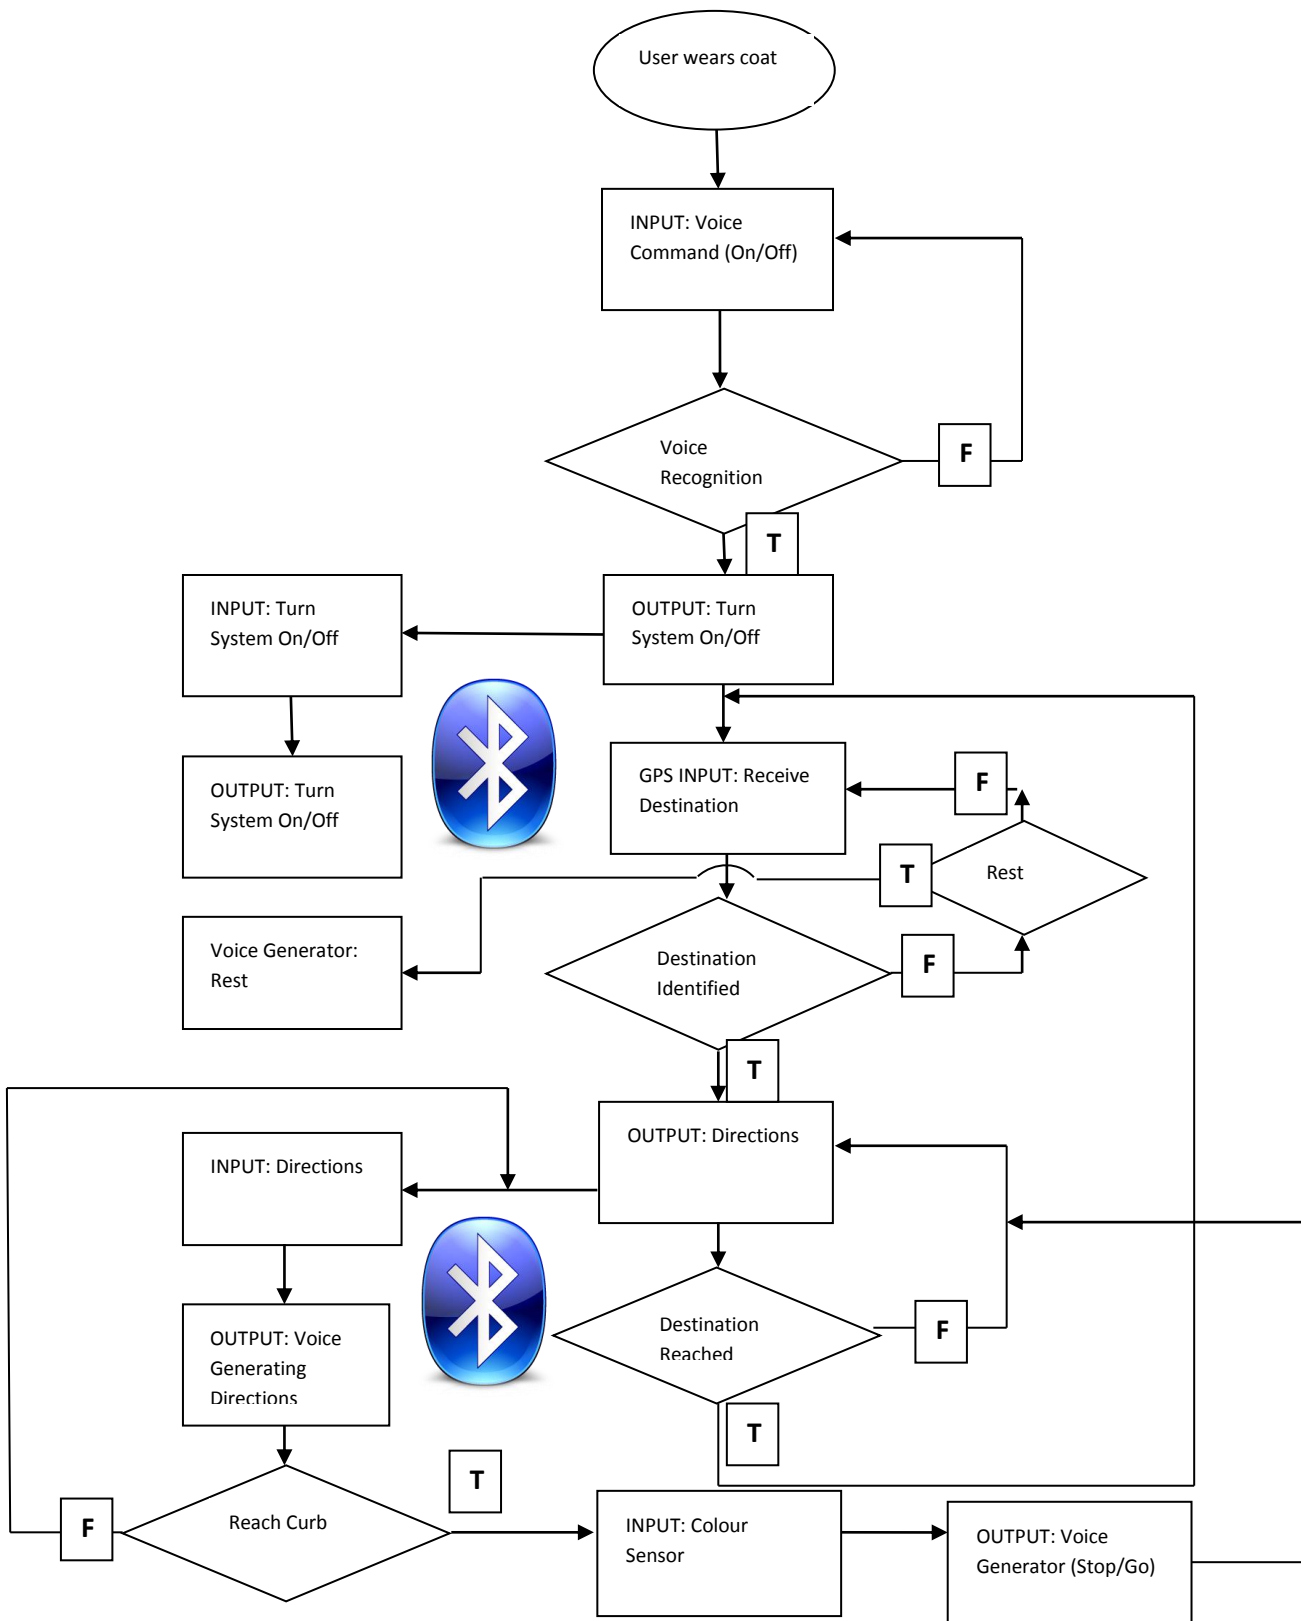 User wears coat
INPUT: Voice
Command (On/Off)
Voice
Recognition
F
T
INPUT: Turn
System On/Off
OUTPUT: Turn
System On/Off
OUTPUT: Turn
System On/Off
GPS INPUT: Receive
Destination
F
T
Rest
Voice Generator:
Rest
Destination
Identified
F
T
OUTPUT: Directions
INPUT: Directions
OUTPUT: Voice
Generating
Directions
Destination
Reached
F
T
T
F
Reach Curb
INPUT: Colour
Sensor
OUTPUT: Voice
Generator (Stop/Go)